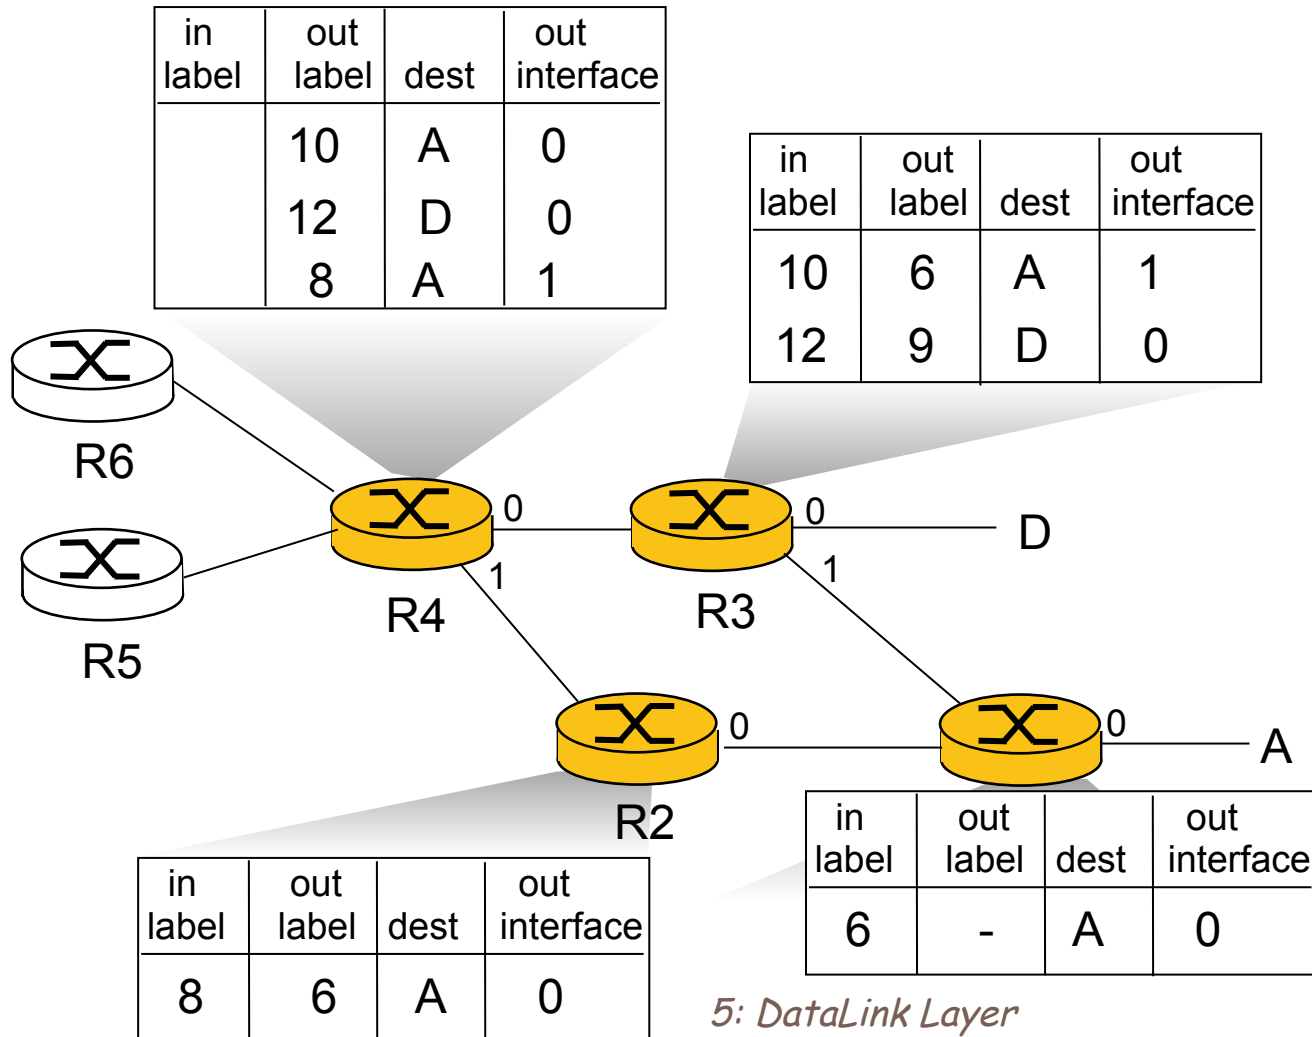 in out out
label label dest interface
10 A 0
12 D 0
8 A 1
in out out
label label dest interface
10 6 A 1
12 9 D 0
R6
0
0
D
1
1
R4
R3
R5
0
0
A
R2
in out out
label label dest interface
6 - A 0
in out out
label label dest interface
8 6 A 0
5: DataLink Layer